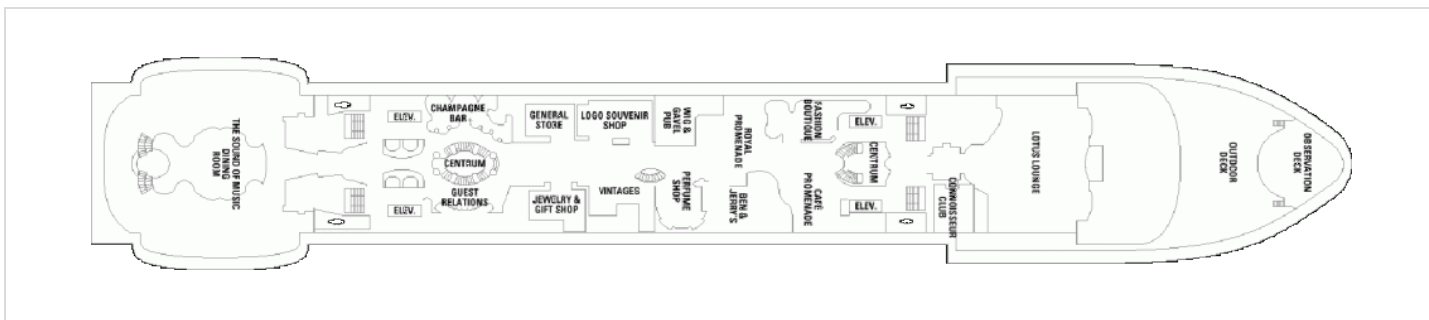 THE SOUND OF MUSIC
DINING
ROOM
ELEV.
ELEV.
CHAMPAGNE
BAR
CENTRUM
GUEST
RELATIONS
GENERAL
STORE
LOGO SOUVENIR
SHOP
JEWELRY &
GIFT SHOP
VINTAGES
WIG &
GAVEL
PUB
PERFUME
SHOP
ROYAL
PROMENADE
BEN &
JERRY'S
FASHION
BOUTIQUE
CAFÉ
PROMENADE
ELEV.
CENTRUM
ELEV.
CONNOISSEUR
CLUB
LOTUS LOUNGE
OUTDOOR
DECK
OBSERVATION
DECK